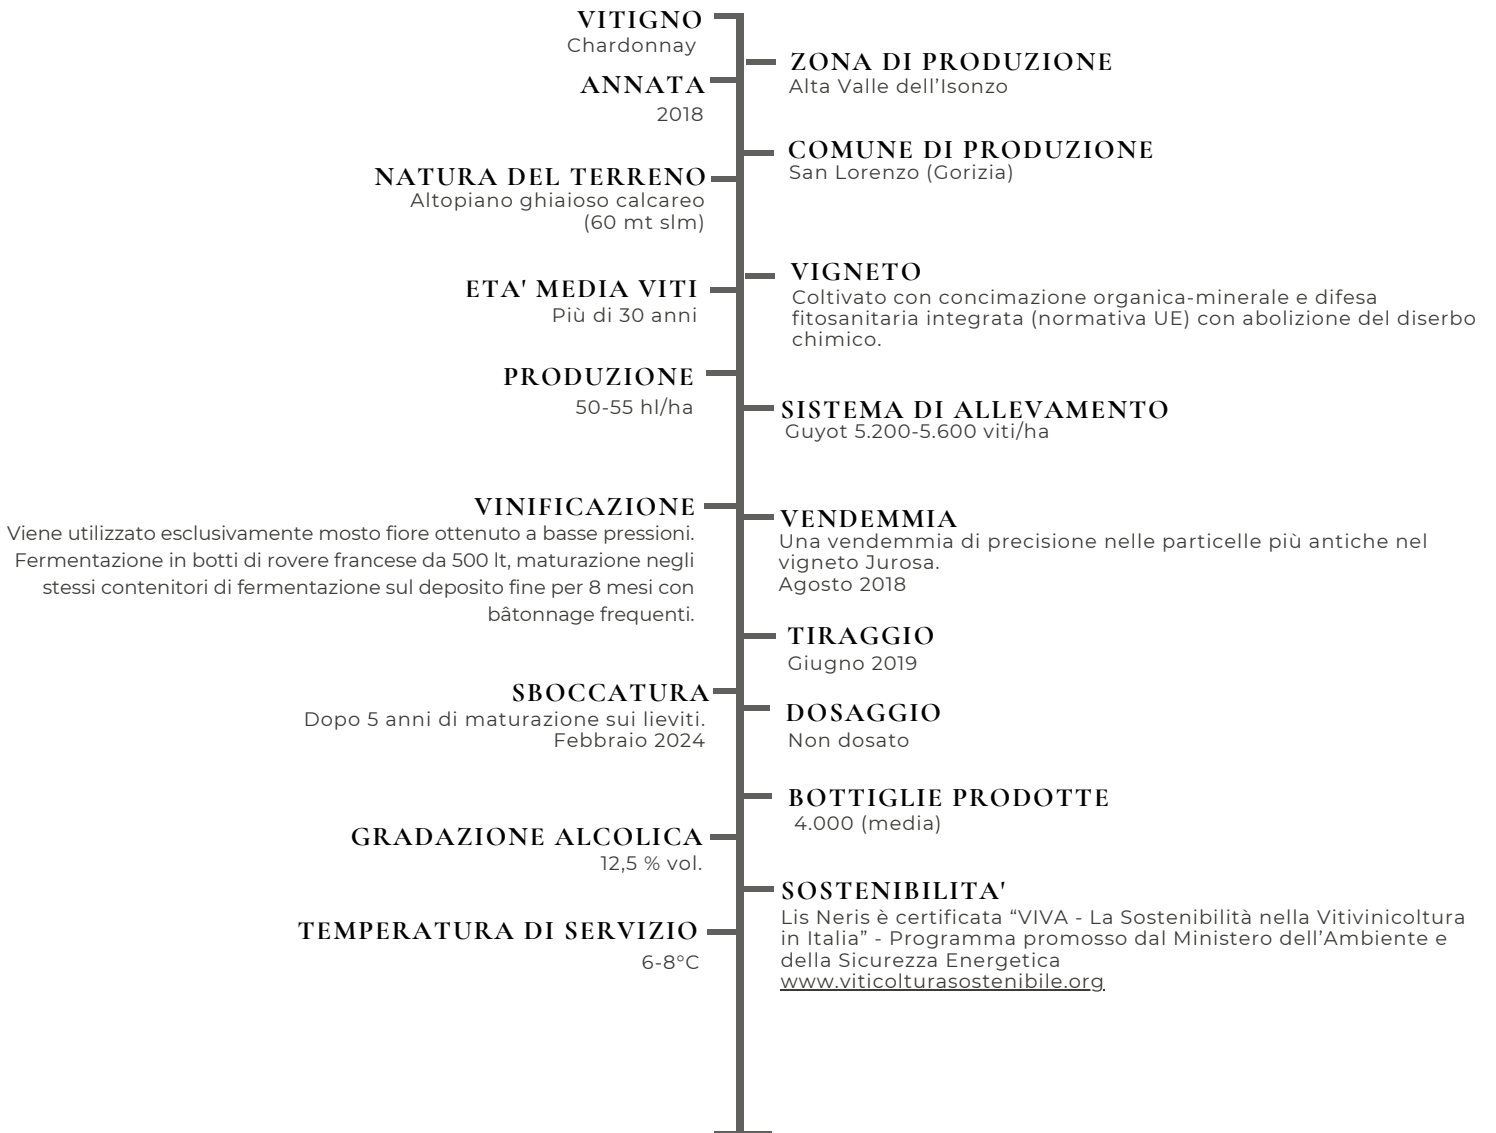 VITIGNO
Chardonnay
ZONA DI PRODUZIONE
Alta Valle dell’Isonzo
ANNATA
2018
COMUNE DI PRODUZIONE
San Lorenzo (Gorizia)
NATURA DEL TERRENO
Altopiano ghiaioso calcareo
(60 mt slm)
VIGNETO
Coltivato con concimazione organica-minerale e difesa
fitosanitaria integrata (normativa UE) con abolizione del diserbo
chimico.
ETA' MEDIA VITI
Più di 30 anni
PRODUZIONE
50-55 hl/ha
SISTEMA DI ALLEVAMENTO
Guyot 5.200-5.600 viti/ha
VINIFICAZIONE
Viene utilizzato esclusivamente mosto fiore ottenuto a basse pressioni.
Fermentazione in botti di rovere francese da 500 lt, maturazione negli
stessi contenitori di fermentazione sul deposito fine per 8 mesi con
bâtonnage frequenti.
VENDEMMIA
Una vendemmia di precisione nelle particelle più antiche nel
vigneto Jurosa.
Agosto 2018
TIRAGGIO
Giugno 2019
SBOCCATURA
Dopo 5 anni di maturazione sui lieviti.
Febbraio 2024
DOSAGGIO
Non dosato
BOTTIGLIE PRODOTTE
4.000 (media)
GRADAZIONE ALCOLICA
12,5 % vol.
SOSTENIBILITA'
Lis Neris è certificata “VIVA - La Sostenibilità nella Vitivinicoltura
in Italia” - Programma promosso dal Ministero dell’Ambiente e
della Sicurezza Energetica
www.viticolturasostenibile.org
TEMPERATURA DI SERVIZIO
6-8°C